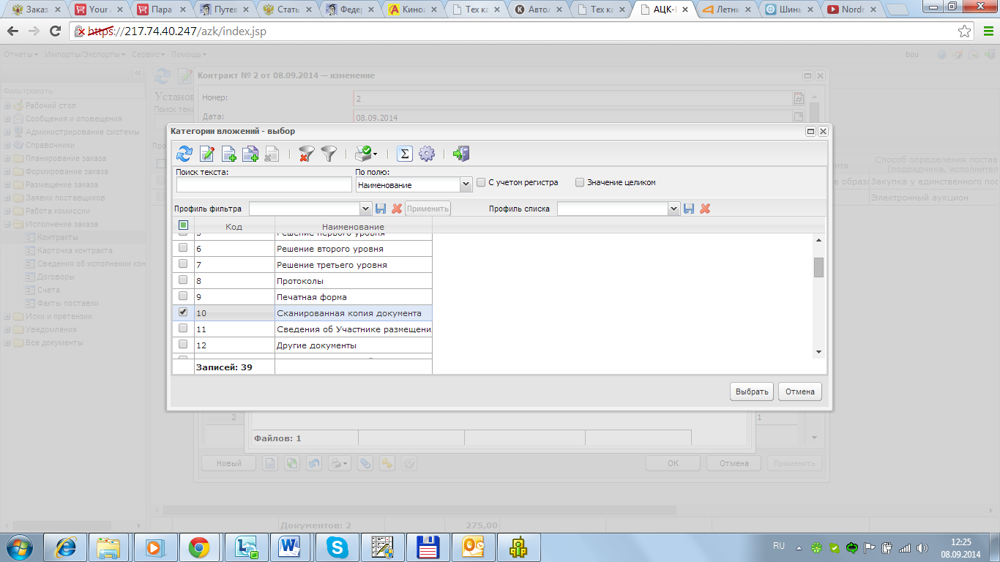 Заказ
Your
Пара
Путев
Стать
Федер
Киноа
Тех ка
Автол
Тех ка
АЦК-
Летни
Шинь
Nordr
https://217.74.40.247/azk/index.jsp
Отчеты Импорты/Экспорты Сервис Помощь bou
Фильтровать
Рабочий стол
Сообщения и оповещения
Администрирование системы
Справочники
Планирование заказа
Формирование заказа
Размещение заказа
Заявки поставщиков
Работа комиссии
Исполнение заказа
Контракты
Карточка контракта
Сведения об исполнении кон
Договоры
Счета
Факты поставки
Иски и претензии
Уведомления
Все документы
Контракт № 2 от 08.09.2014 — изменение
Номер: 2
Дата: 08.09.2014
Установ
Поиск текс
Категории вложений - выбор
Поиск текста: По полю:
Наименование С учетом регистра Значение целиком
Профиль фильтра Применить Профиль списка
Код Наименование
5 Решение первого уровня
6 Решение второго уровня
7 Решение третьего уровня
8 Протоколы
9 Печатная форма
10 Сканированная копия документа
11 Сведения об Участнике размещени
12 Другие документы
Записей: 39
Выбрать Отмена
Способ определения поста
(подрядчика, исполнител
Закупка у единственного пос
Электронный аукцион
2
1
Файлов: 1
Новый ОК Отмена Применить
Документов: 2 275,00
RU 12:25
08.09.2014